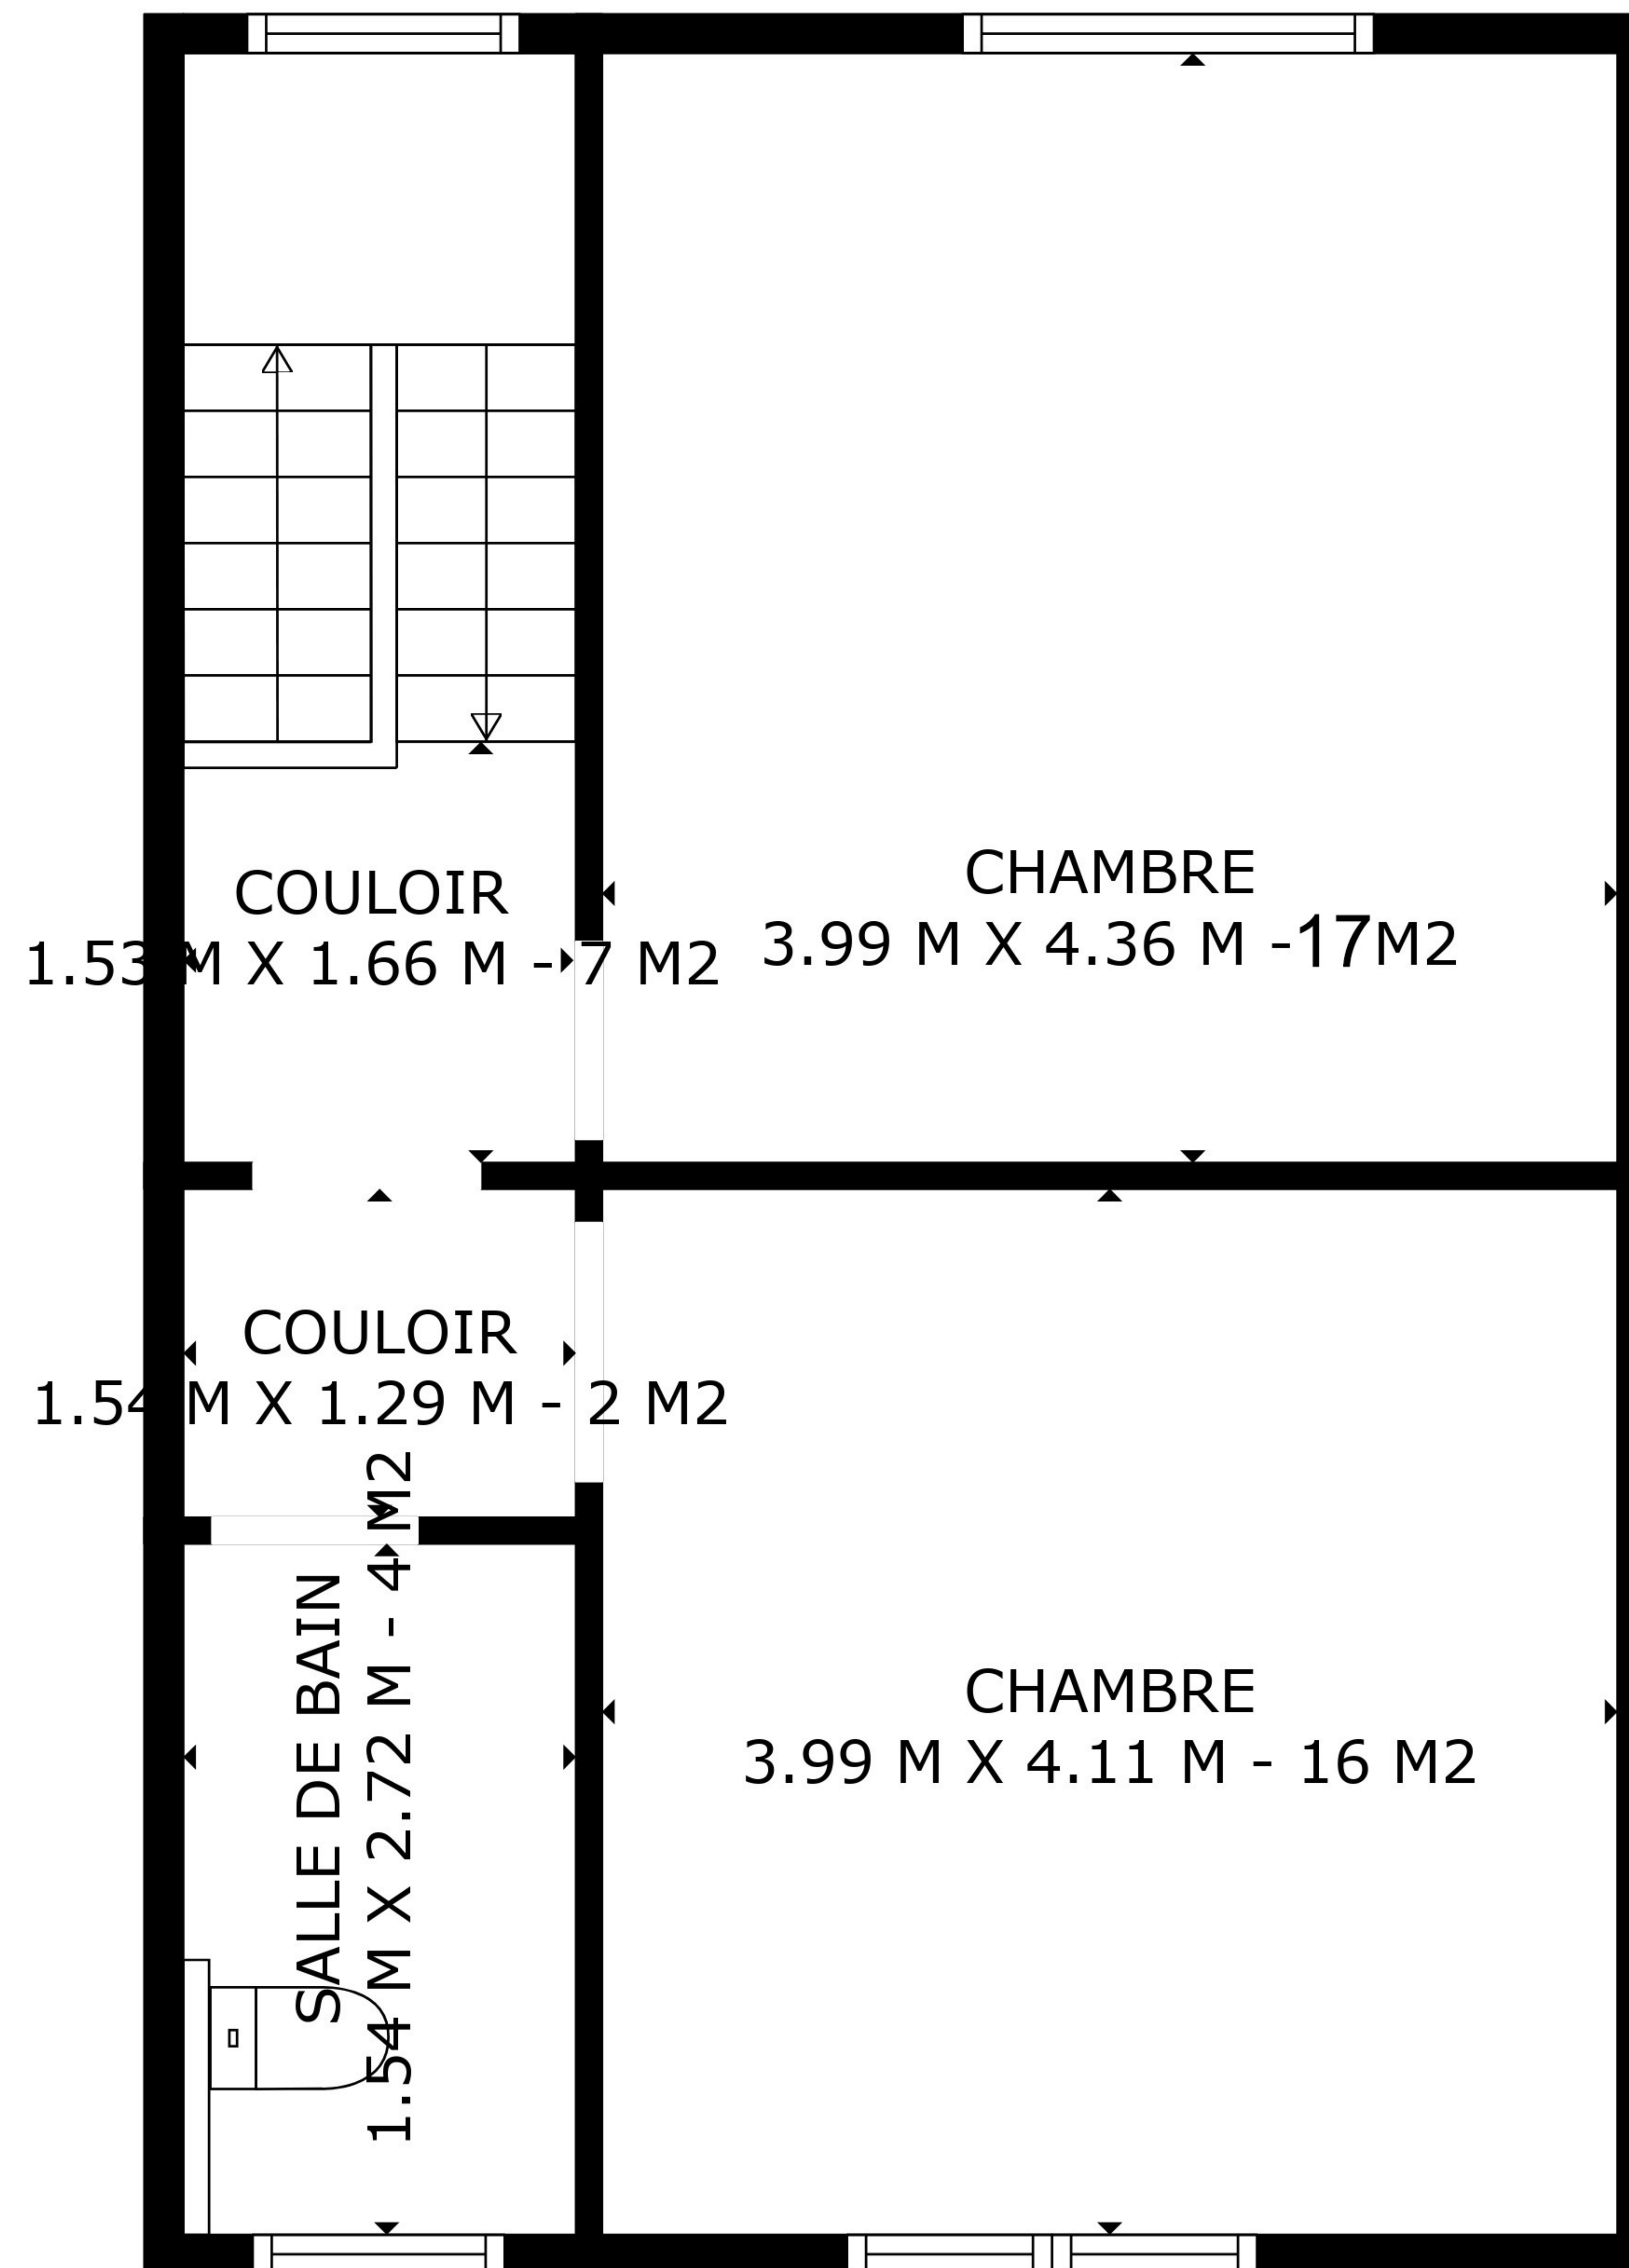 COULOIR
1.53 M X 1.66 M - 7 M2
CHAMBRE
3.99 M X 4.36 M -17M2
COULOIR
1.54 M X 1.29 M - 2 M2
SALLE DE BAIN
1.54 M X 2.72 M - 4 M2
CHAMBRE
3.99 M X 4.11 M - 16 M2